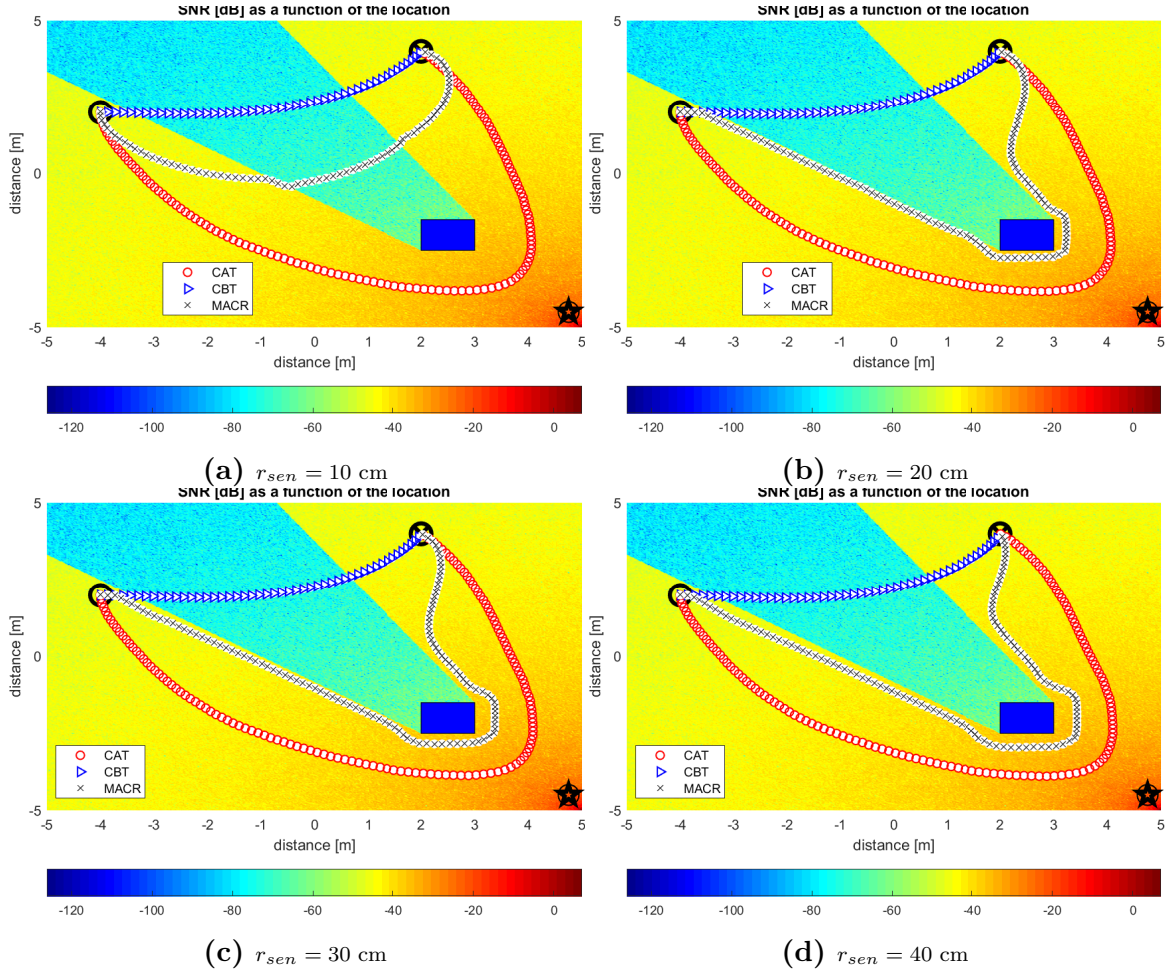 SNR [dB] as a function of the location
5
0
-5
distance [m]
-5 -4 -3 -2 -1 0 1 2 3 4 5
distance [m]
CAT
CBT
MACR
-120 -100 -80 -60 -40 -20 0
(a) r_sen = 10 cm
SNR [dB] as a function of the location
5
0
-5
distance [m]
-5 -4 -3 -2 -1 0 1 2 3 4 5
distance [m]
CAT
CBT
MACR
-120 -100 -80 -60 -40 -20 0
(b) r_sen = 20 cm
SNR [dB] as a function of the location
5
0
-5
distance [m]
-5 -4 -3 -2 -1 0 1 2 3 4 5
distance [m]
CAT
CBT
MACR
-120 -100 -80 -60 -40 -20 0
(c) r_sen = 30 cm
SNR [dB] as a function of the location
5
0
-5
distance [m]
-5 -4 -3 -2 -1 0 1 2 3 4 5
distance [m]
CAT
CBT
MACR
-120 -100 -80 -60 -40 -20 0
(d) r_sen = 40 cm